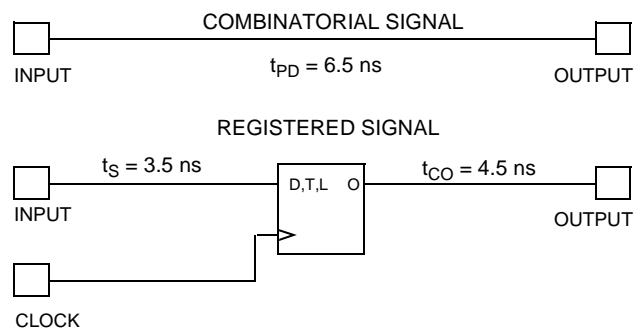 COMBINATORIAL SIGNAL
INPUT
tPD = 6.5 ns
OUTPUT
REGISTERED SIGNAL
tS = 3.5 ns
D,T,L O
tCO = 4.5 ns
INPUT
OUTPUT
CLOCK